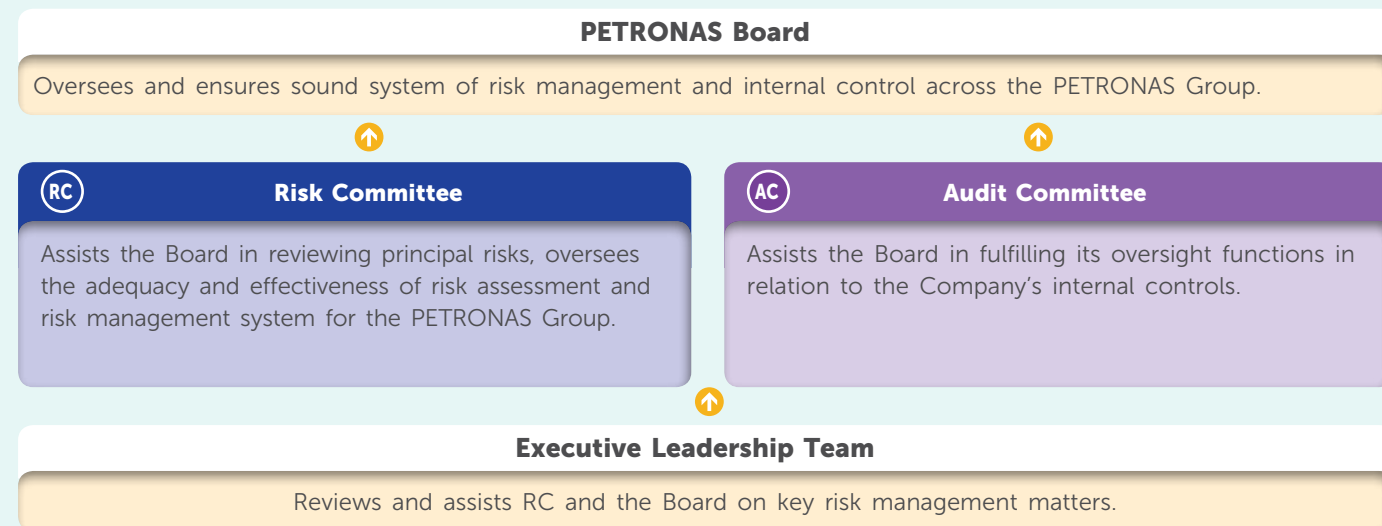 PETRONAS Board
Oversees and ensures sound system of risk management and internal control across the PETRONAS Group.
RC
Risk Committee
Assists the Board in reviewing principal risks, oversees
the adequacy and effectiveness of risk assessment and
risk management system for the PETRONAS Group.
AC
Audit Committee
Assists the Board in fulfilling its oversight functions in
relation to the Company’s internal controls.
Executive Leadership Team
Reviews and assists RC and the Board on key risk management matters.